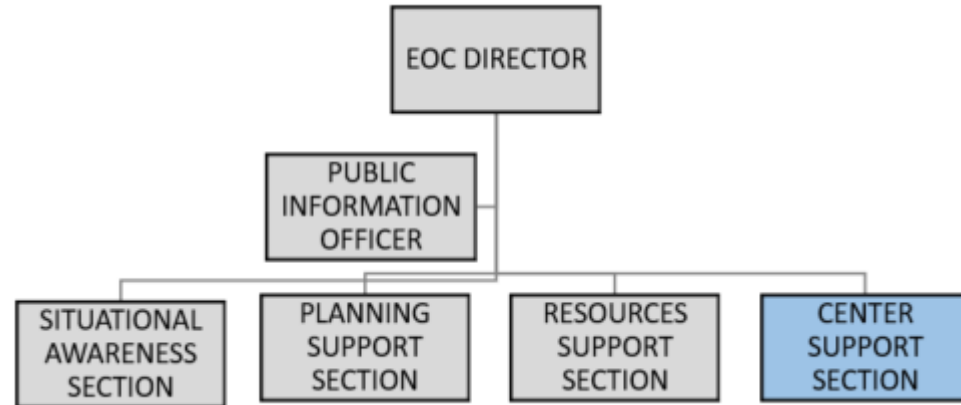 EOC DIRECTOR
PUBLIC
INFORMATION
OFFICER
SITUATIONAL
AWARENESS
SECTION
PLANNING
SUPPORT
SECTION
RESOURCES
SUPPORT
SECTION
CENTER
SUPPORT
SECTION